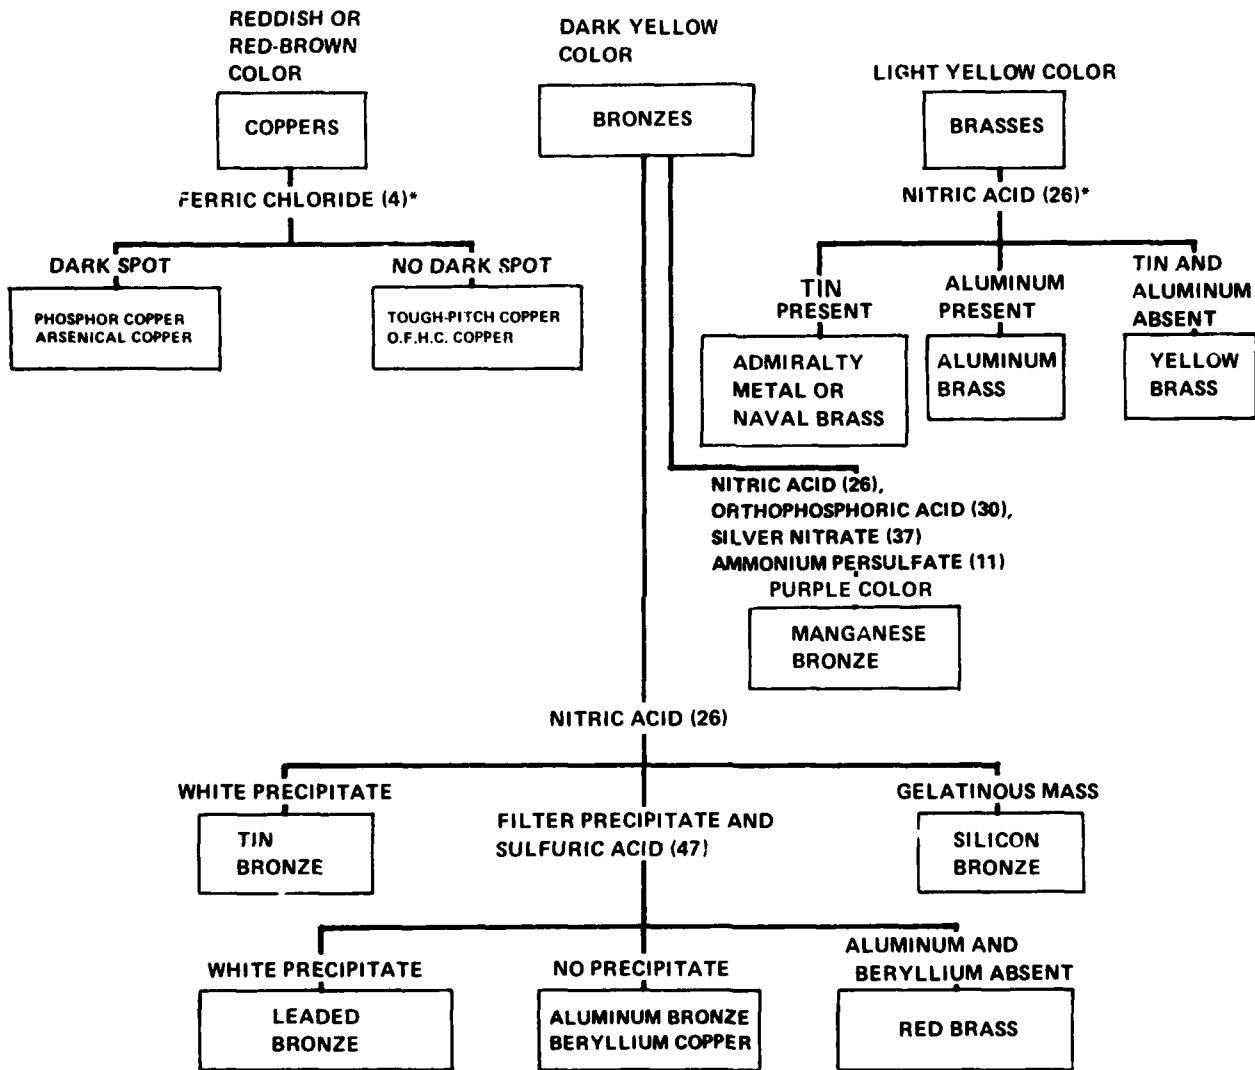 REDDISH OR
RED-BROWN
COLOR
COPPERS
FERRIC CHLORIDE (4)*
DARK SPOT
PHOSPHOR COPPER
ARSENICAL COPPER
NO DARK SPOT
TOUGH-PITCH COPPER
O.F.H.C. COPPER
DARK YELLOW
COLOR
BRONZES
LIGHT YELLOW COLOR
BRASSES
NITRIC ACID (26)*
TIN
PRESENT
ADMIRALTY
METAL OR
NAVAL BRASS
ALUMINUM
PRESENT
ALUMINUM
BRASS
TIN AND
ALUMINUM
ABSENT
YELLOW
BRASS
NITRIC ACID (26),
ORTHOPHOSPHORIC ACID (30),
SILVER NITRATE (37)
AMMONIUM PERSULFATE (11)
PURPLE COLOR
MANGANESE
BRONZE
NITRIC ACID (26)
WHITE PRECIPITATE
TIN
BRONZE
FILTER PRECIPITATE AND
SULFURIC ACID (47)
GELATINOUS MASS
SILICON
BRONZE
WHITE PRECIPITATE
LEADED
BRONZE
NO PRECIPITATE
ALUMINUM BRONZE
BERYLLIUM COPPER
ALUMINUM AND
BERYLLIUM ABSENT
RED BRASS